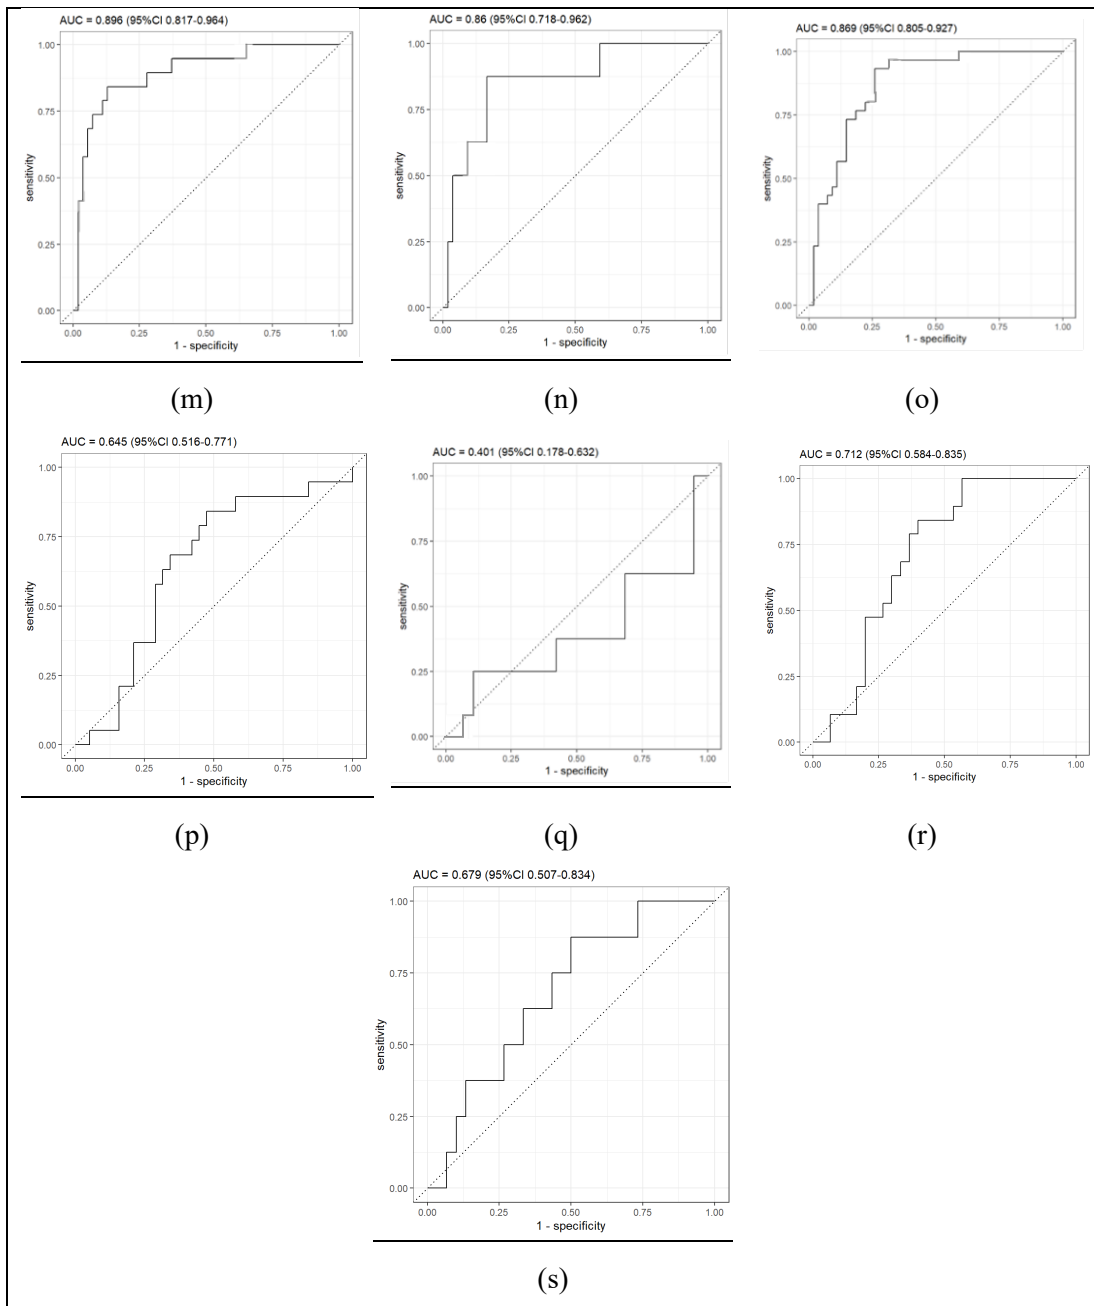 AUC = 0.896 (95%CI 0.817-0.964)
1.00
0.75
0.50
0.25
0.00
sensitivity
0.00 0.25 0.50 0.75 1.00
1 - specificity
(m)
AUC = 0.86 (95%CI 0.718-0.962)
1.00
0.75
0.50
0.25
0.00
sensitivity
0.00 0.25 0.50 0.75 1.00
1 - specificity
(n)
AUC = 0.869 (95%CI 0.805-0.927)
1.00
0.75
0.50
0.25
0.00
sensitivity
0.00 0.25 0.50 0.75 1.00
1 - specificity
(o)
AUC = 0.645 (95%CI 0.516-0.771)
1.00
0.75
0.50
0.25
0.00
sensitivity
0.00 0.25 0.50 0.75 1.00
1 - specificity
(p)
AUC = 0.401 (95%CI 0.178-0.632)
1.00
0.75
0.50
0.25
0.00
sensitivity
0.00 0.25 0.50 0.75 1.00
1 - specificity
(q)
AUC = 0.712 (95%CI 0.584-0.835)
1.00
0.75
0.50
0.25
0.00
sensitivity
0.00 0.25 0.50 0.75 1.00
1 - specificity
(r)
AUC = 0.679 (95%CI 0.507-0.834)
1.00
0.75
0.50
0.25
0.00
sensitivity
0.00 0.25 0.50 0.75 1.00
1 - specificity
(s)